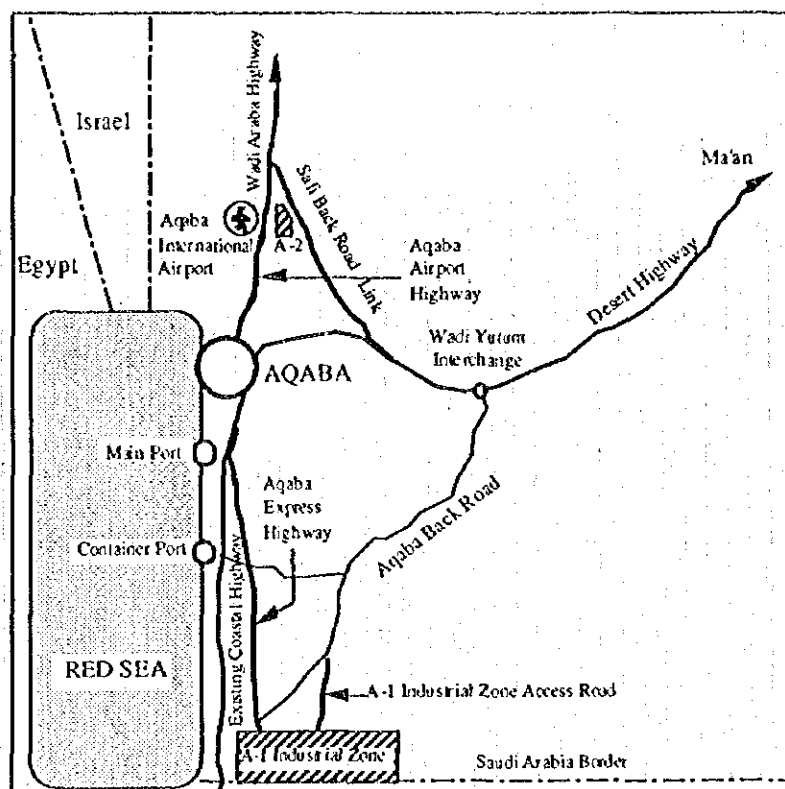 Israel
Egypt
Wadi Araba Highway
Aqaba
International
Airport
A-2
Safi Back Road Link
Aqaba
Airport
Highway
Ma'an
Desert Highway
Wadi Yutum
Interchange
AQABA
Main Port
Container Port
Aqaba
Express
Highway
Aqaba Back Road
Existing Coastal Highway
RED SEA
A-1 Industrial Zone Access Road
A-1 Industrial Zone
Saudi Arabia Border